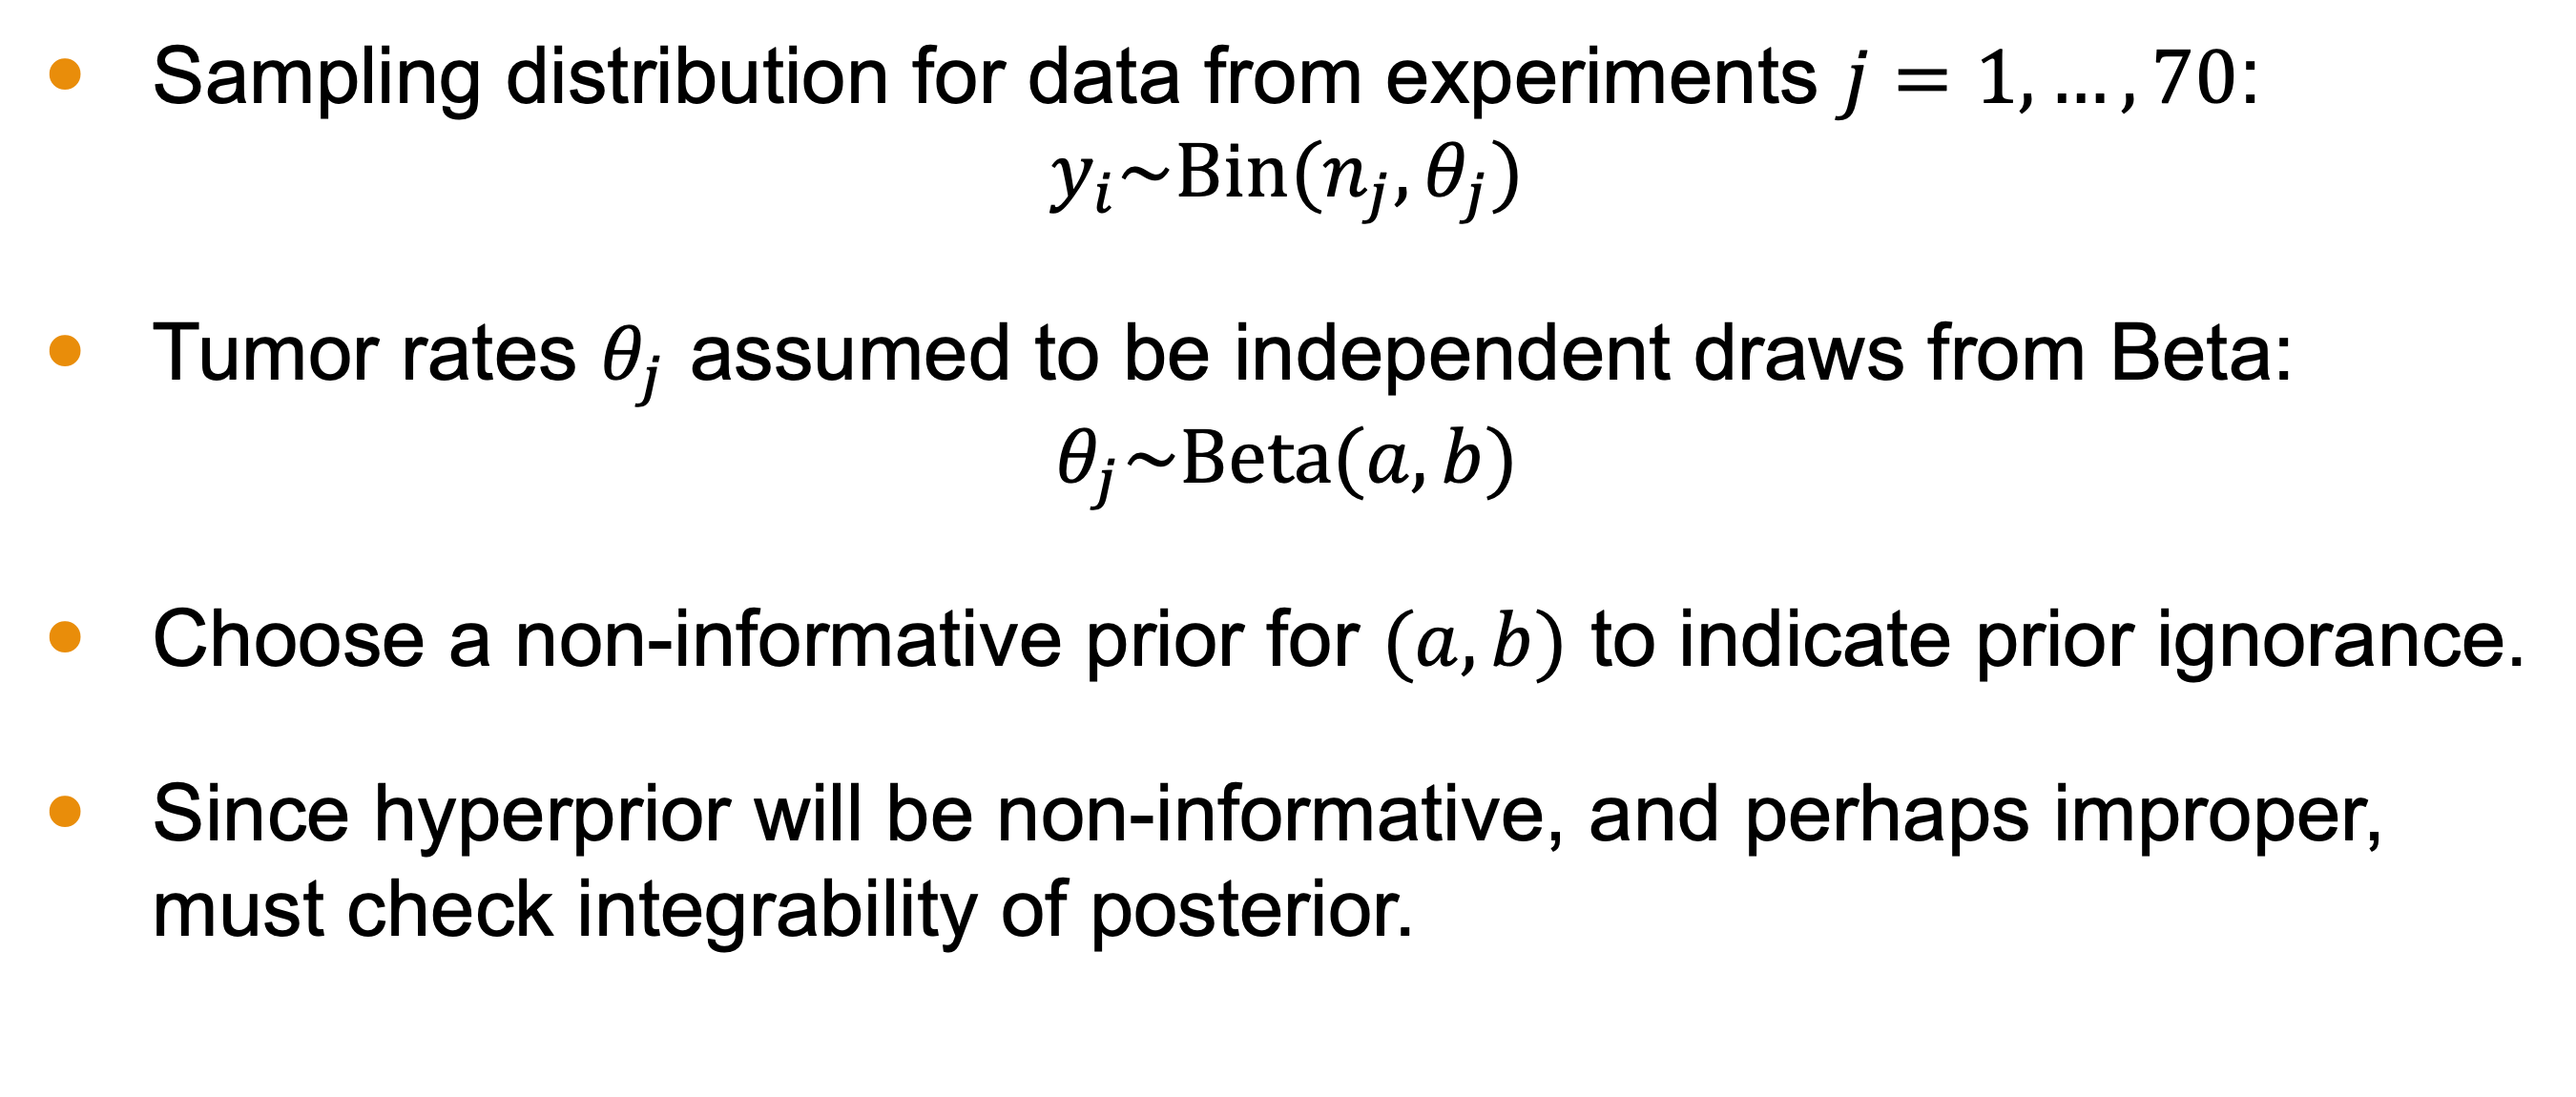 • Sampling distribution for data from experiments j = 1, … , 70:
y_i~Bin(n_j, θ_j)
• Tumor rates θ_j assumed to be independent draws from Beta:
θ_j~Beta(a, b)
• Choose a non-informative prior for (a, b) to indicate prior ignorance.
• Since hyperprior will be non-informative, and perhaps improper,
must check integrability of posterior.